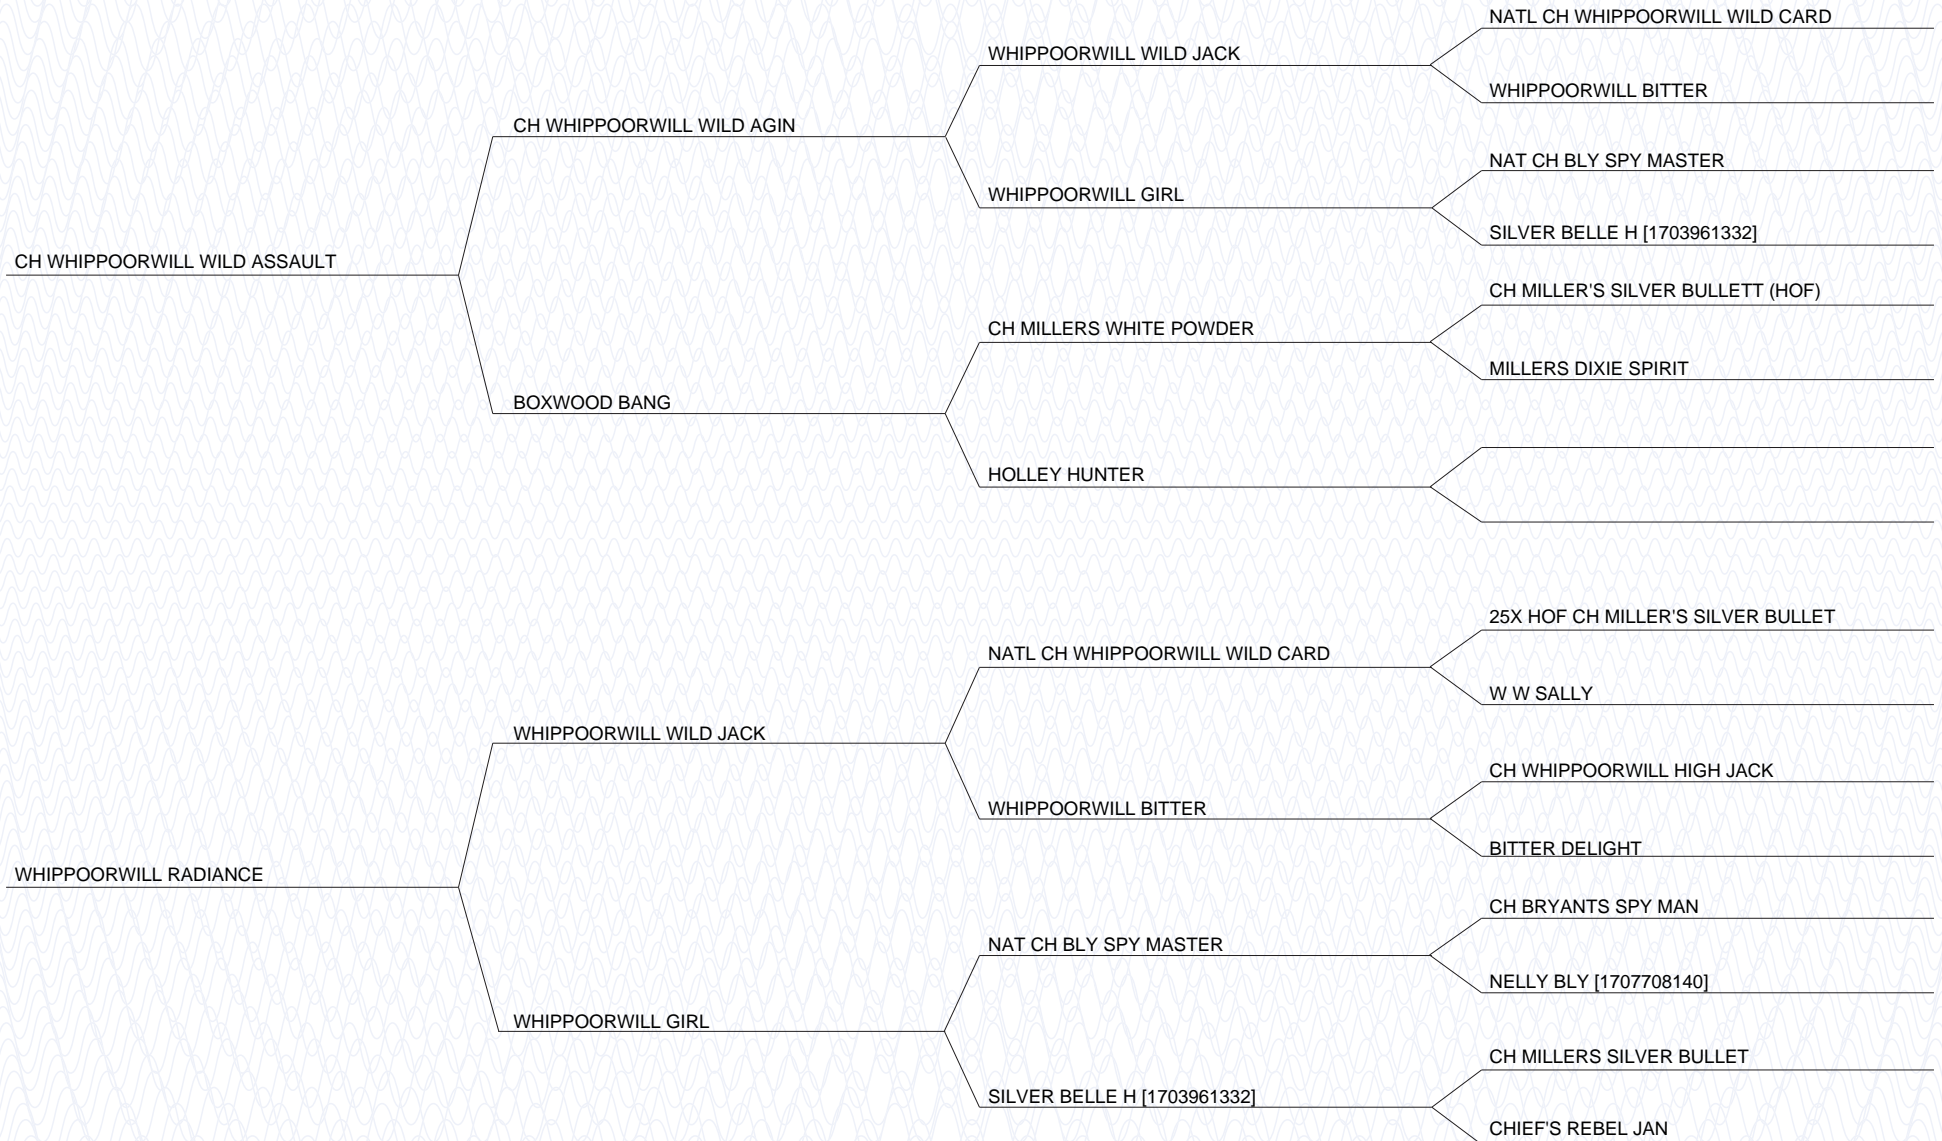 NATL CH WHIPPOORWILL WILD CARD
WHIPPOORWILL WILD JACK
WHIPPOORWILL BITTER
CH WHIPPOORWILL WILD AGIN
NAT CH BLY SPY MASTER
WHIPPOORWILL GIRL
SILVER BELLE H [1703961332]
CH WHIPPOORWILL WILD ASSAULT
CH MILLER'S SILVER BULLETT (HOF)
CH MILLERS WHITE POWDER
MILLERS DIXIE SPIRIT
BOXWOOD BANG
HOLLEY HUNTER
25X HOF CH MILLER'S SILVER BULLET
NATL CH WHIPPOORWILL WILD CARD
W W SALLY
WHIPPOORWILL WILD JACK
CH WHIPPOORWILL HIGH JACK
WHIPPOORWILL BITTER
BITTER DELIGHT
WHIPPOORWILL RADIANCE
CH BRYANTS SPY MAN
NAT CH BLY SPY MASTER
NELLY BLY [1707708140]
WHIPPOORWILL GIRL
CH MILLERS SILVER BULLET
SILVER BELLE H [1703961332]
CHIEF'S REBEL JAN